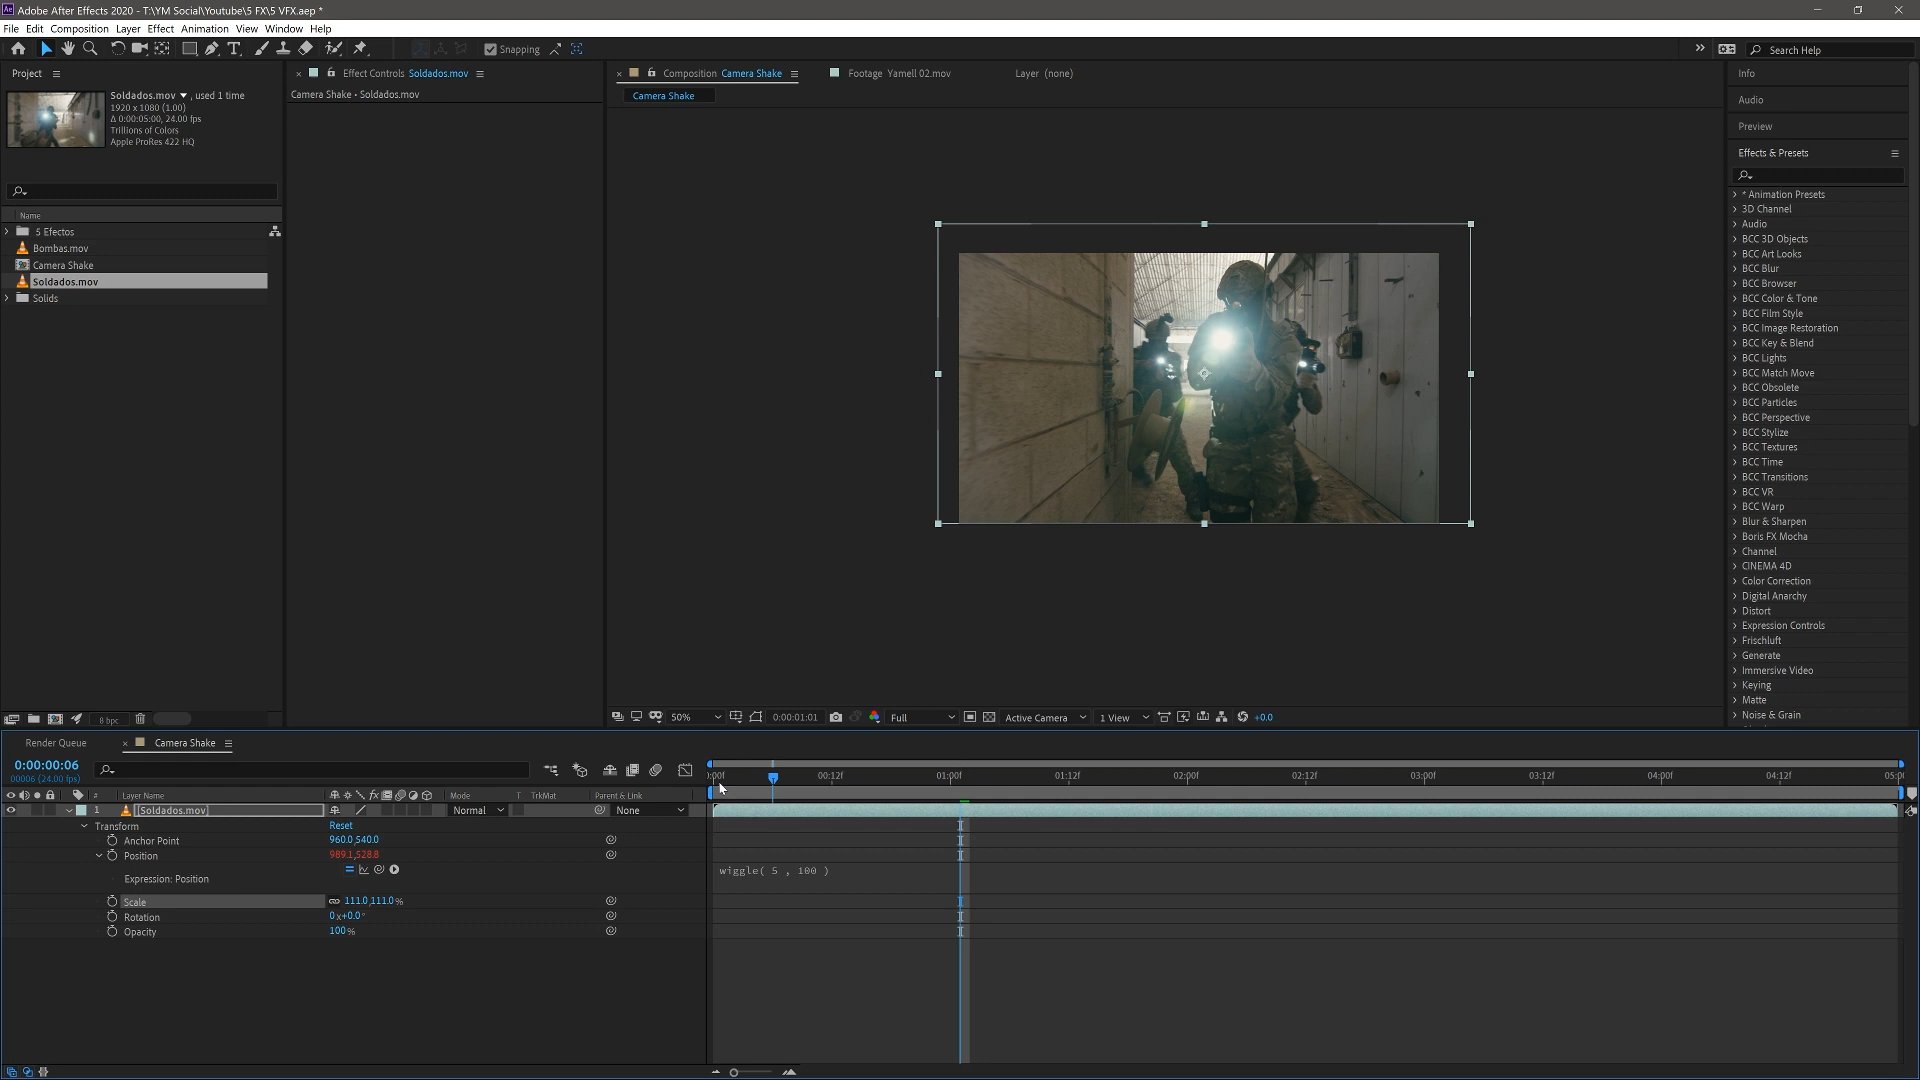 Adobe After Effects 2020 - T:\YM Social\Youtube\5 FX\5 VFX.aep *
File Edit Composition Layer Effect Animation View Window Help
Snapping
Search Help
Project
Effect Controls Soldados.mov
Composition Camera Shake
Footage Yamell 02.mov
Layer (none)
Info
Soldados.mov , used 1 time
1920 x 1080 (1.00)
Δ 0:00:05:00, 24.00 fps
Trillions of Colors
Apple ProRes 422 HQ
Camera Shake • Soldados.mov
Camera Shake
Audio
Preview
Effects & Presets
Name
5 Efectos
Bombas.mov
Camera Shake
Soldados.mov
Solids
* Animation Presets
3D Channel
Audio
BCC 3D Objects
BCC Art Looks
BCC Blur
BCC Browser
BCC Color & Tone
BCC Film Style
BCC Image Restoration
BCC Key & Blend
BCC Lights
BCC Match Move
BCC Obsolete
BCC Particles
BCC Perspective
BCC Stylize
BCC Textures
BCC Time
BCC Transitions
BCC VR
BCC Warp
Blur & Sharpen
Boris FX Mocha
Channel
CINEMA 4D
Color Correction
Digital Anarchy
Distort
Expression Controls
Frischluft
Generate
Immersive Video
Keying
Matte
Noise & Grain
8 bpc
50%
0:00:01:01
Full
Active Camera
1 View
+0.0
Render Queue
Camera Shake
0:00:00:06
00006 (24.00 fps)
):00f 00:12f 01:00f 01:12f 02:00f 02:12f 03:00f 03:12f 04:00f 04:12f 05:0(
# Layer Name Mode T TrkMat Parent & Link
1 [Soldados.mov] Normal None
Transform Reset
Anchor Point 960.0,540.0
Position 989.1,528.8
Expression: Position wiggle( 5 , 100 )
Scale 111.0,111.0%
Rotation 0x+0.0°
Opacity 100%